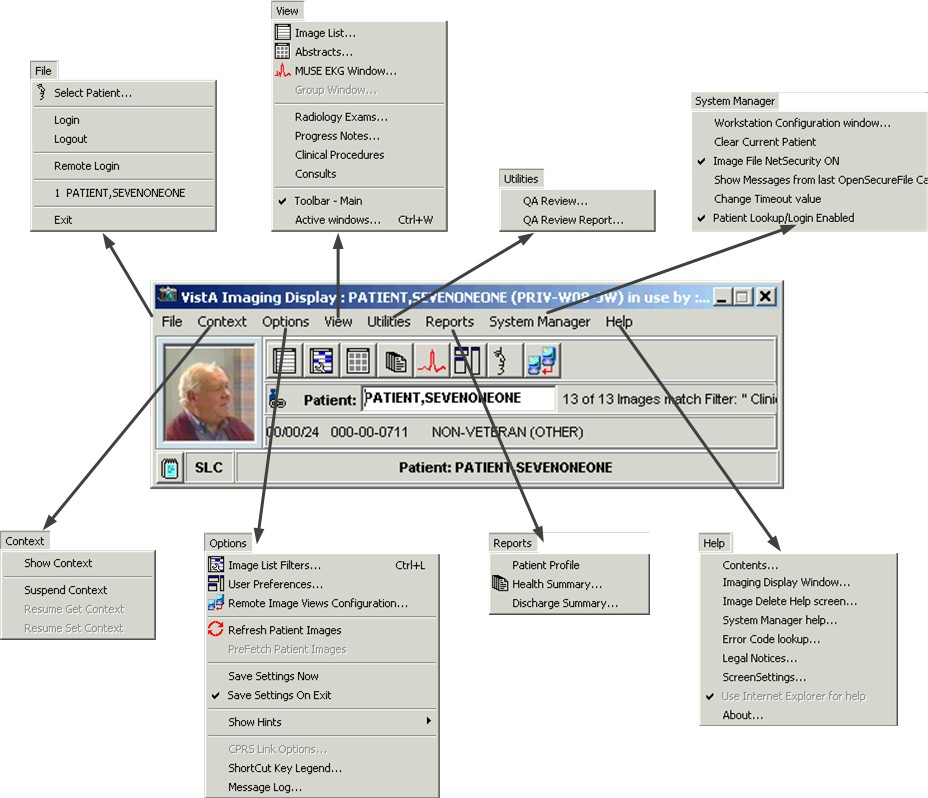 View
Image List...
Abstracts...
MUSE EKG Window...
Group Window...
Radiology Exams...
Progress Notes...
Clinical Procedures
Consults
Toolbar - Main
Active windows... Ctrl+W
File
Select Patient...
Login
Logout
Remote Login
1 PATIENT,SEVENONEONE
Exit
Utilities
QA Review...
QA Review Report...
System Manager
Workstation Configuration window...
Clear Current Patient
Image File NetSecurity ON
Show Messages from last OpenSecureFile Ca
Change Timeout value
Patient Lookup/Login Enabled
VistA Imaging Display : PATIENT,SEVENONEONE (PRIV-W08-JW) in use by :...
File Context Options View Utilities Reports System Manager Help
Patient: PATIENT,SEVENONEONE 13 of 13 Images match Filter: " Clini
00/00/24 000-00-0711 NON-VETERAN (OTHER)
SLC Patient: PATIENT,SEVENONEONE
Context
Show Context
Suspend Context
Resume Get Context
Resume Set Context
Options
Image List Filters... Ctrl+L
User Preferences...
Remote Image Views Configuration...
Refresh Patient Images
PreFetch Patient Images
Save Settings Now
Save Settings On Exit
Show Hints
CPRS Link Options...
ShortCut Key Legend...
Message Log...
Reports
Patient Profile
Health Summary...
Discharge Summary...
Help
Contents...
Imaging Display Window...
Image Delete Help screen...
System Manager help...
Error Code lookup...
Legal Notices...
ScreenSettings...
Use Internet Explorer for help
About...